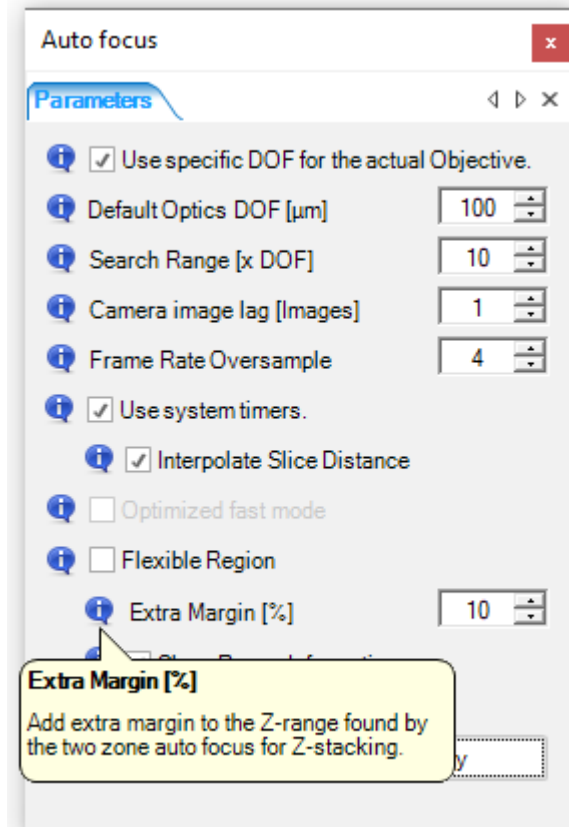 Auto focus
x
Parameters
Use specific DOF for the actual Objective.
Default Optics DOF [µm] 100
Search Range [x DOF] 10
Camera image lag [Images] 1
Frame Rate Oversample 4
Use system timers.
Interpolate Slice Distance
Optimized fast mode
Flexible Region
Extra Margin [%] 10
Extra Margin [%]
Add extra margin to the Z-range found by
the two zone auto focus for Z-stacking.